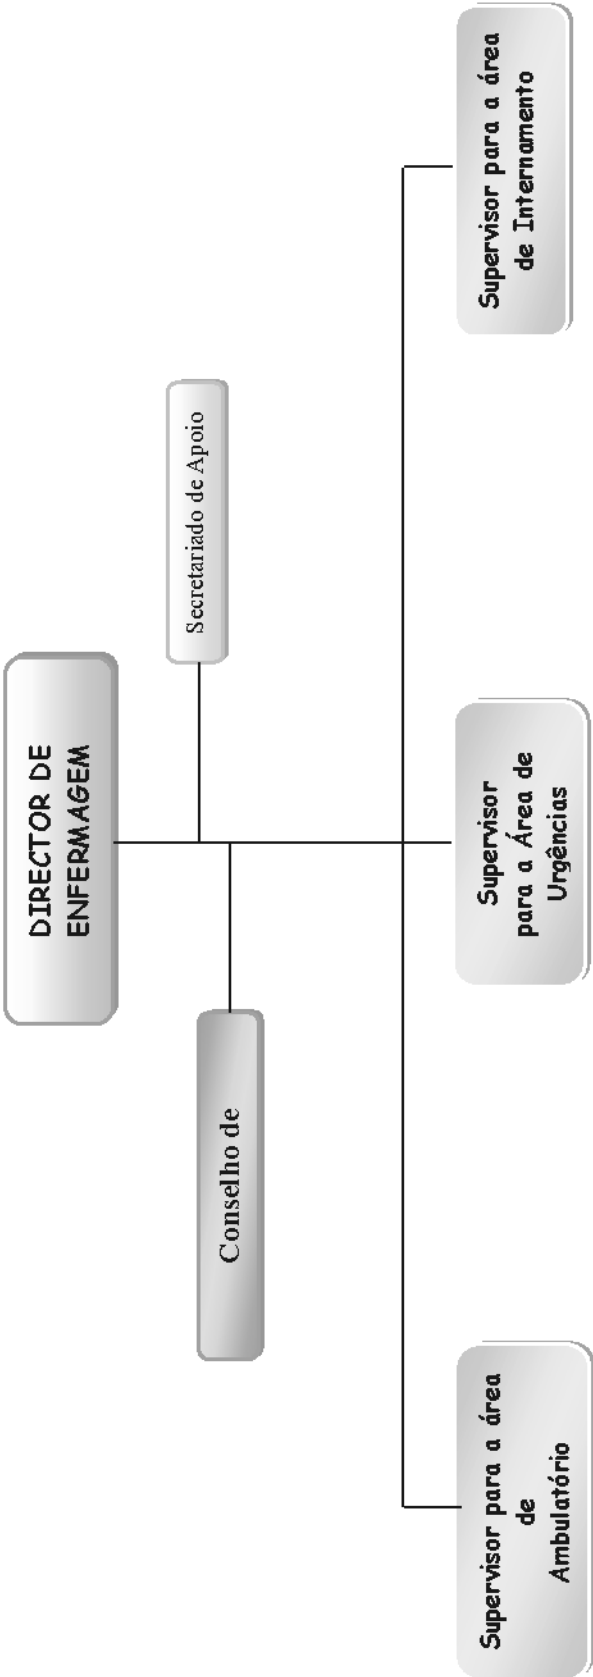 DIRECTOR DE
ENFERMAGEM
Secretariado de Apoio
Conselho de
Supervisor para a área
de
Ambulatório
Supervisor
para a Área de
Urgências
Supervisor para a área
de Internamento